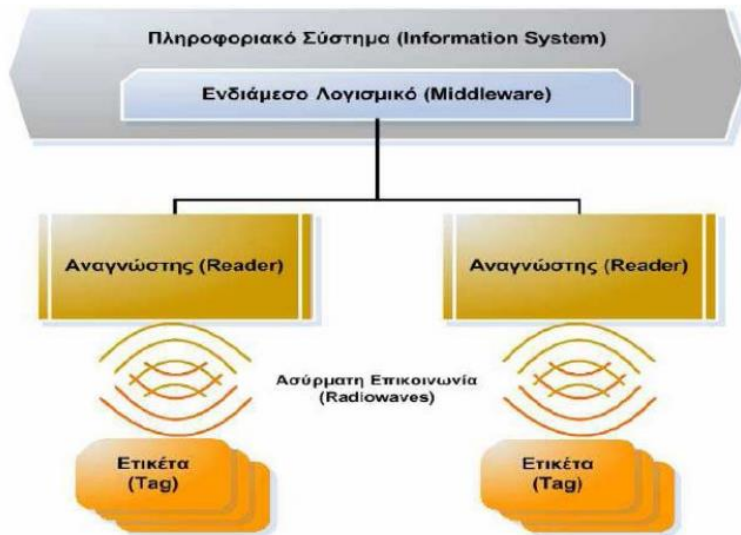 Πληροφοριακό Σύστημα (Information System)
Ενδιάμεσο Λογισμικό (Middleware)
Αναγνώστης (Reader)
Αναγνώστης (Reader)
Ασύρματη Επικοινωνία
(Radiowaves)
Ετικέτα
(Tag)
Ετικέτα
(Tag)